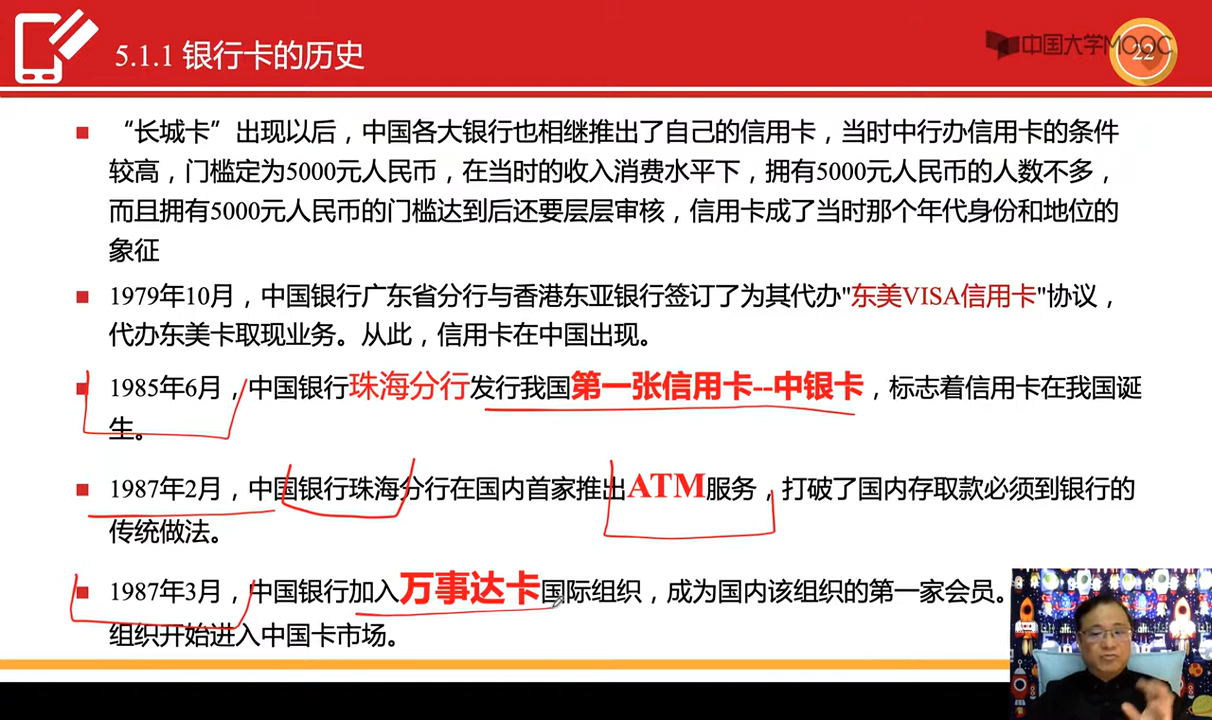 5.1.1 银行卡的历史
中国大学MOOC
22
“长城卡”出现以后，中国各大银行也相继推出了自己的信用卡，当时中行办信用卡的条件
较高，门槛定为5000元人民币，在当时的收入消费水平下，拥有5000元人民币的人数不多，
而且拥有5000元人民币的门槛达到后还要层层审核，信用卡成了当时那个年代身份和地位的
象征
1979年10月，中国银行广东省分行与香港东亚银行签订了为其代办"东美VISA信用卡"协议，
代办东美卡取现业务。从此，信用卡在中国出现。
1985年6月，中国银行珠海分行发行我国第一张信用卡--中银卡，标志着信用卡在我国诞
生。
1987年2月，中国银行珠海分行在国内首家推出ATM服务，打破了国内存取款必须到银行的
传统做法。
1987年3月，中国银行加入万事达卡国际组织，成为国内该组织的第一家会员。
组织开始进入中国卡市场。